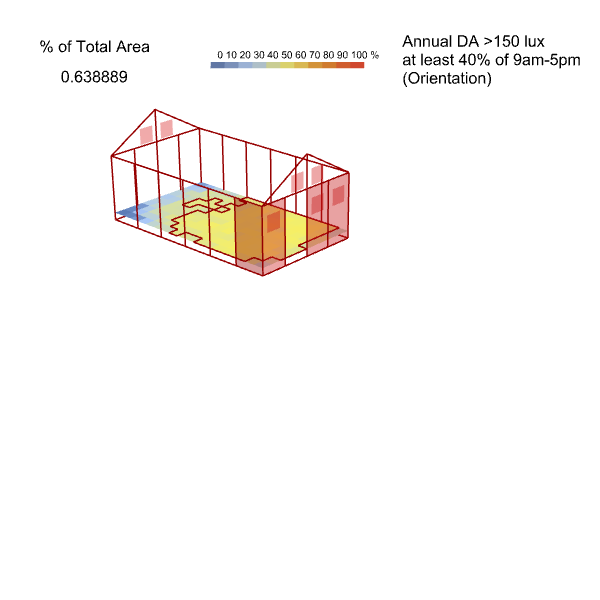 % of Total Area
0.638889
0 10 20 30 40 50 60 70 80 90 100 %
Annual DA >150 lux
at least 40% of 9am-5pm
(Orientation)